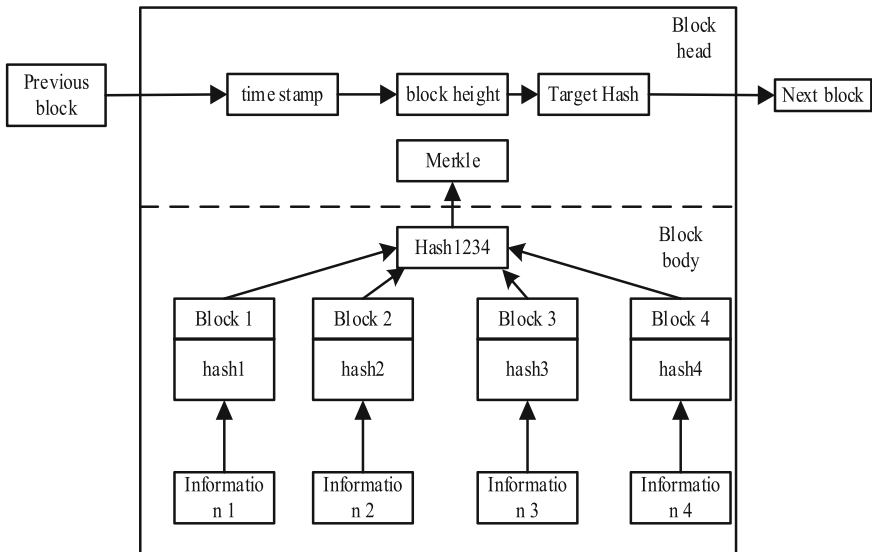 Block
head
Previous
block
time stamp
block height
Target Hash
Next block
Merkle
Block
body
Hash1234
Block 1
Block 2
Block 3
Block 4
hash1
hash2
hash3
hash4
Informatio
n 1
Informatio
n 2
Informatio
n 3
Informatio
n 4